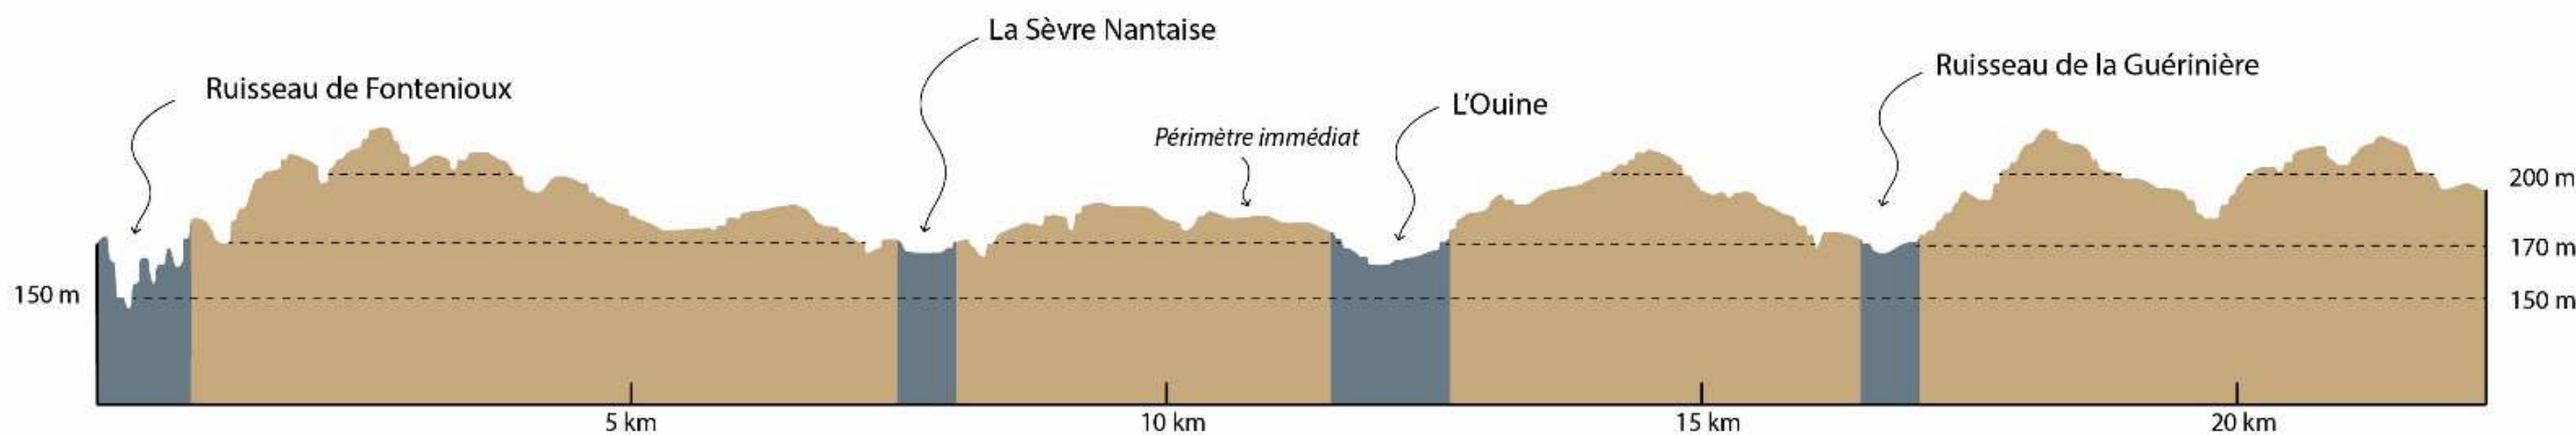 La Sèvre Nantaise
Ruisseau de la Guérinière
Ruisseau de Fontenioux
L'Ouine
Périmètre immédiat
200 m
170 m
150 m
150 m
5 km
10 km
15 km
20 km